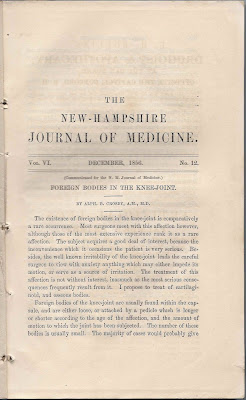 THE
NEW-HAMPSHIRE
JOURNAL OF MEDICINE.
Vol. VI. DECEMBER, 1856. No. 12.
(Communicated for the N. H. Journal of Medicine.)
FOREIGN BODIES IN THE KNEE-JOINT.
BY ALPH. B. CROSBY, A.M., M.D.
The existence of foreign bodies in the knee-joint is comparatively
a rare occurrence. Most surgeons meet with this affection however,
although those of the most extensive experience rank it as a rare
affection. The subject acquires a good deal of interest, because the
inconvenience which it occasions the patient is very serious. Be-
sides, the well known irritability of the knee-joint leads the careful
surgeon to view with anxiety anything which may either impede its
motion, or serve as a source of irritation. The treatment of this
affection is not without interest, inasmuch as the most serious conse-
quences frequently result from it. I propose to treat of cartilagi-
nous, and osseous bodies.
Foreign bodies of the knee-joint are usually found within the cap-
sule, and are either loose, or attached by a pedicle which is longer
or shorter according to the age of the affection, and the amount of
motion to which the joint has been subjected. The number of these
bodies is usually small. The majority of cases would probably give